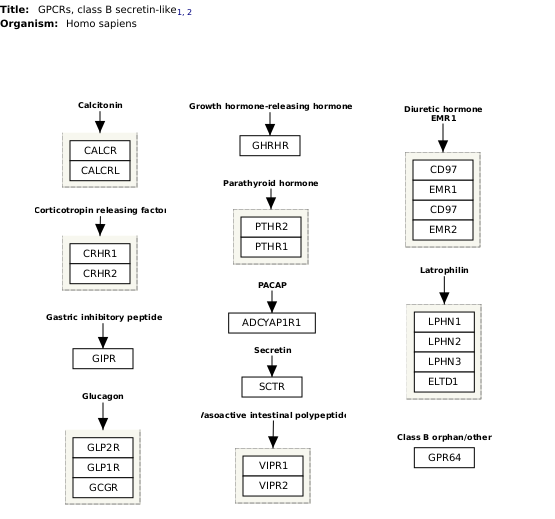 Title: GPCRs, class B secretin-like1, 2
Organism: Homo sapiens
Calcitonin
CALCR
CALCRL
Corticotropin releasing factor
CRHR1
CRHR2
Gastric inhibitory peptide
GIPR
Glucagon
GLP2R
GLP1R
GCGR
Growth hormone-releasing hormone
GHRHR
Parathyroid hormone
PTHR2
PTHR1
PACAP
ADCYAP1R1
Secretin
SCTR
Vasoactive intestinal polypeptide
VIPR1
VIPR2
Diuretic hormone
EMR1
CD97
EMR1
CD97
EMR2
Latrophilin
LPHN1
LPHN2
LPHN3
ELTD1
Class B orphan/other
GPR64